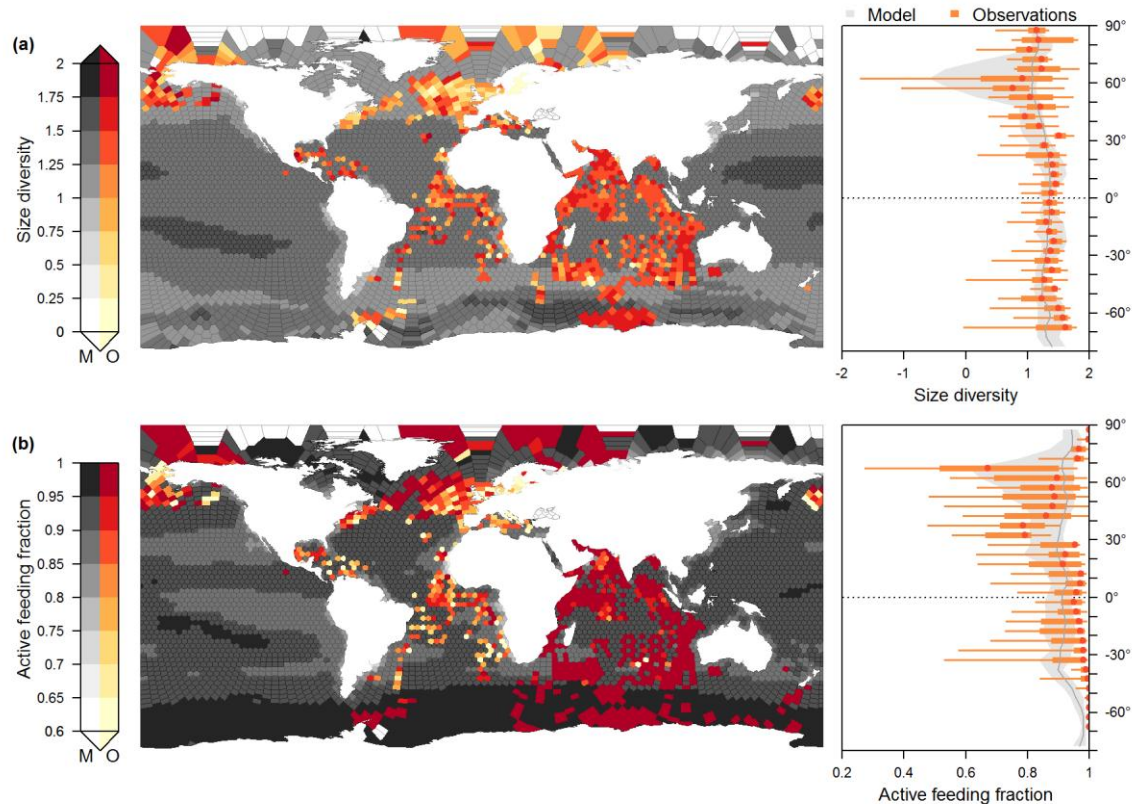 Model Observations
(a)
Size diversity
2
1.75
1.5
1.25
1
0.75
0.5
0.25
0
M O
90°
60°
30°
0°
-30°
-60°
-2 -1 0 1 2
Size diversity
(b)
Active feeding fraction
1
0.95
0.9
0.85
0.8
0.75
0.7
0.65
0.6
M O
90°
60°
30°
0°
-30°
-60°
0.2 0.4 0.6 0.8 1
Active feeding fraction